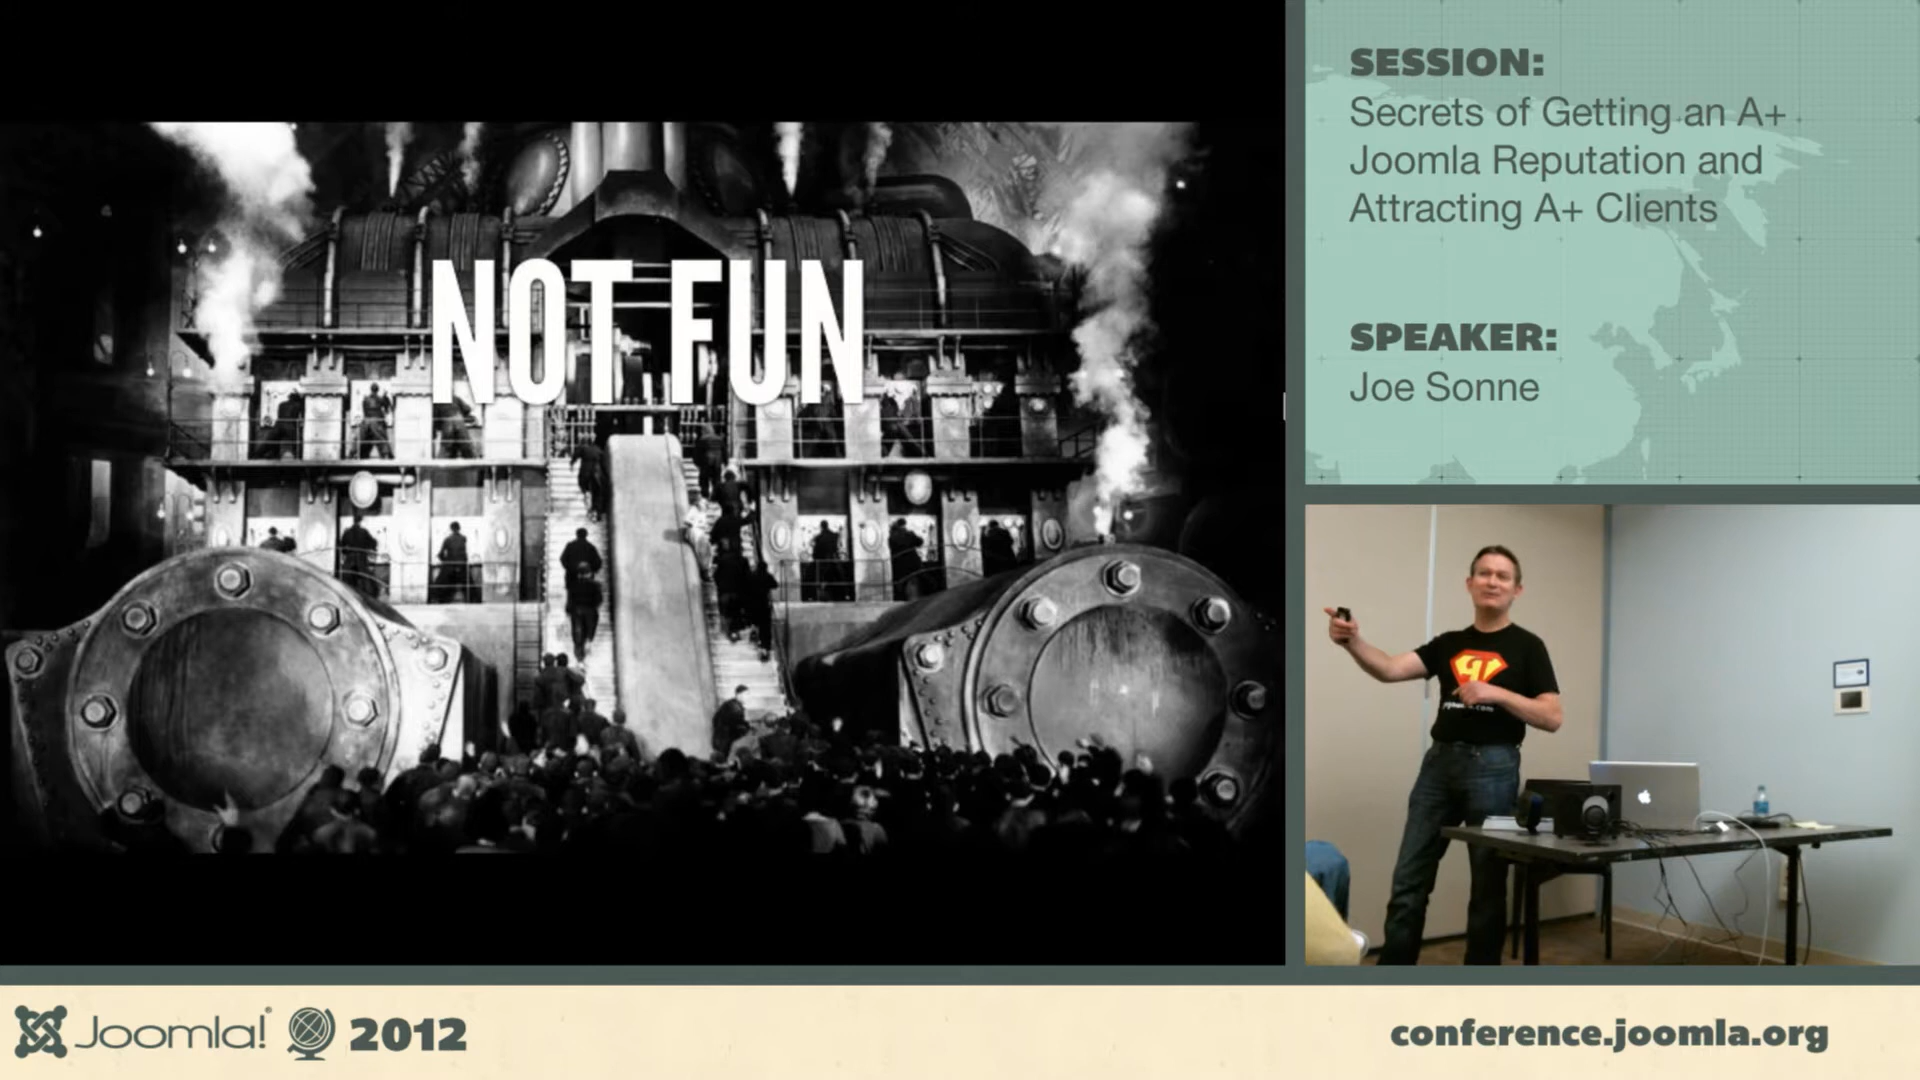 NOT FUN
SESSION:
Secrets of Getting an A+
Joomla Reputation and
Attracting A+ Clients
SPEAKER:
Joe Sonne
Joomla! 2012
conference.joomla.org